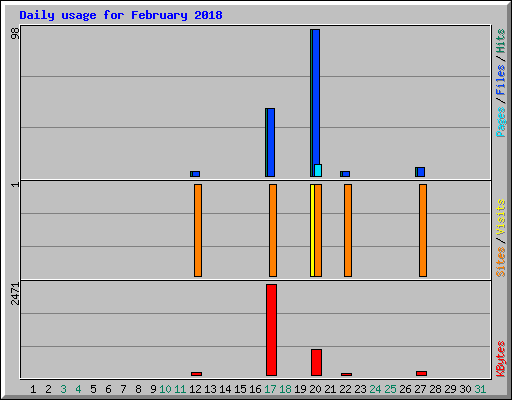 Daily usage for February 2018
98
1
2471
Pages / Files / Hits
Sites / Visits
KBytes
1 2 3 4 5 6 7 8 9 10 11 12 13 14 15 16 17 18 19 20 21 22 23 24 25 26 27 28 29 30 31